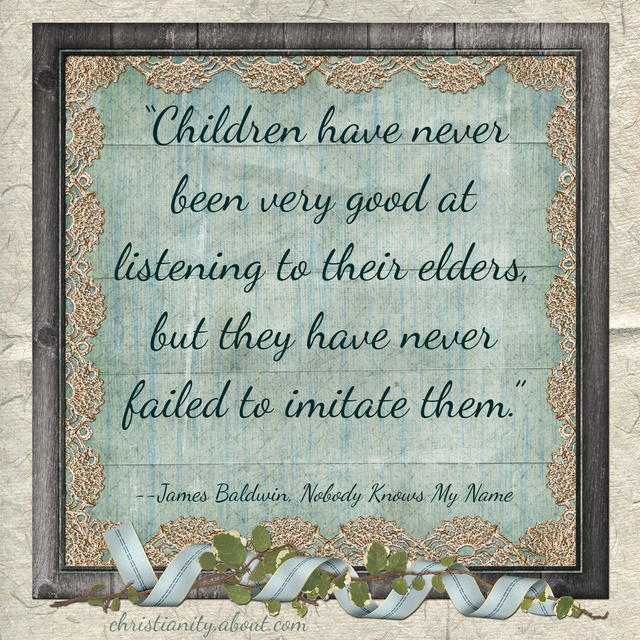 “Children have never
been very good at
listening to their elders,
but they have never
failed to imitate them.”
--James Baldwin, Nobody Knows My Name
christianity.about.com